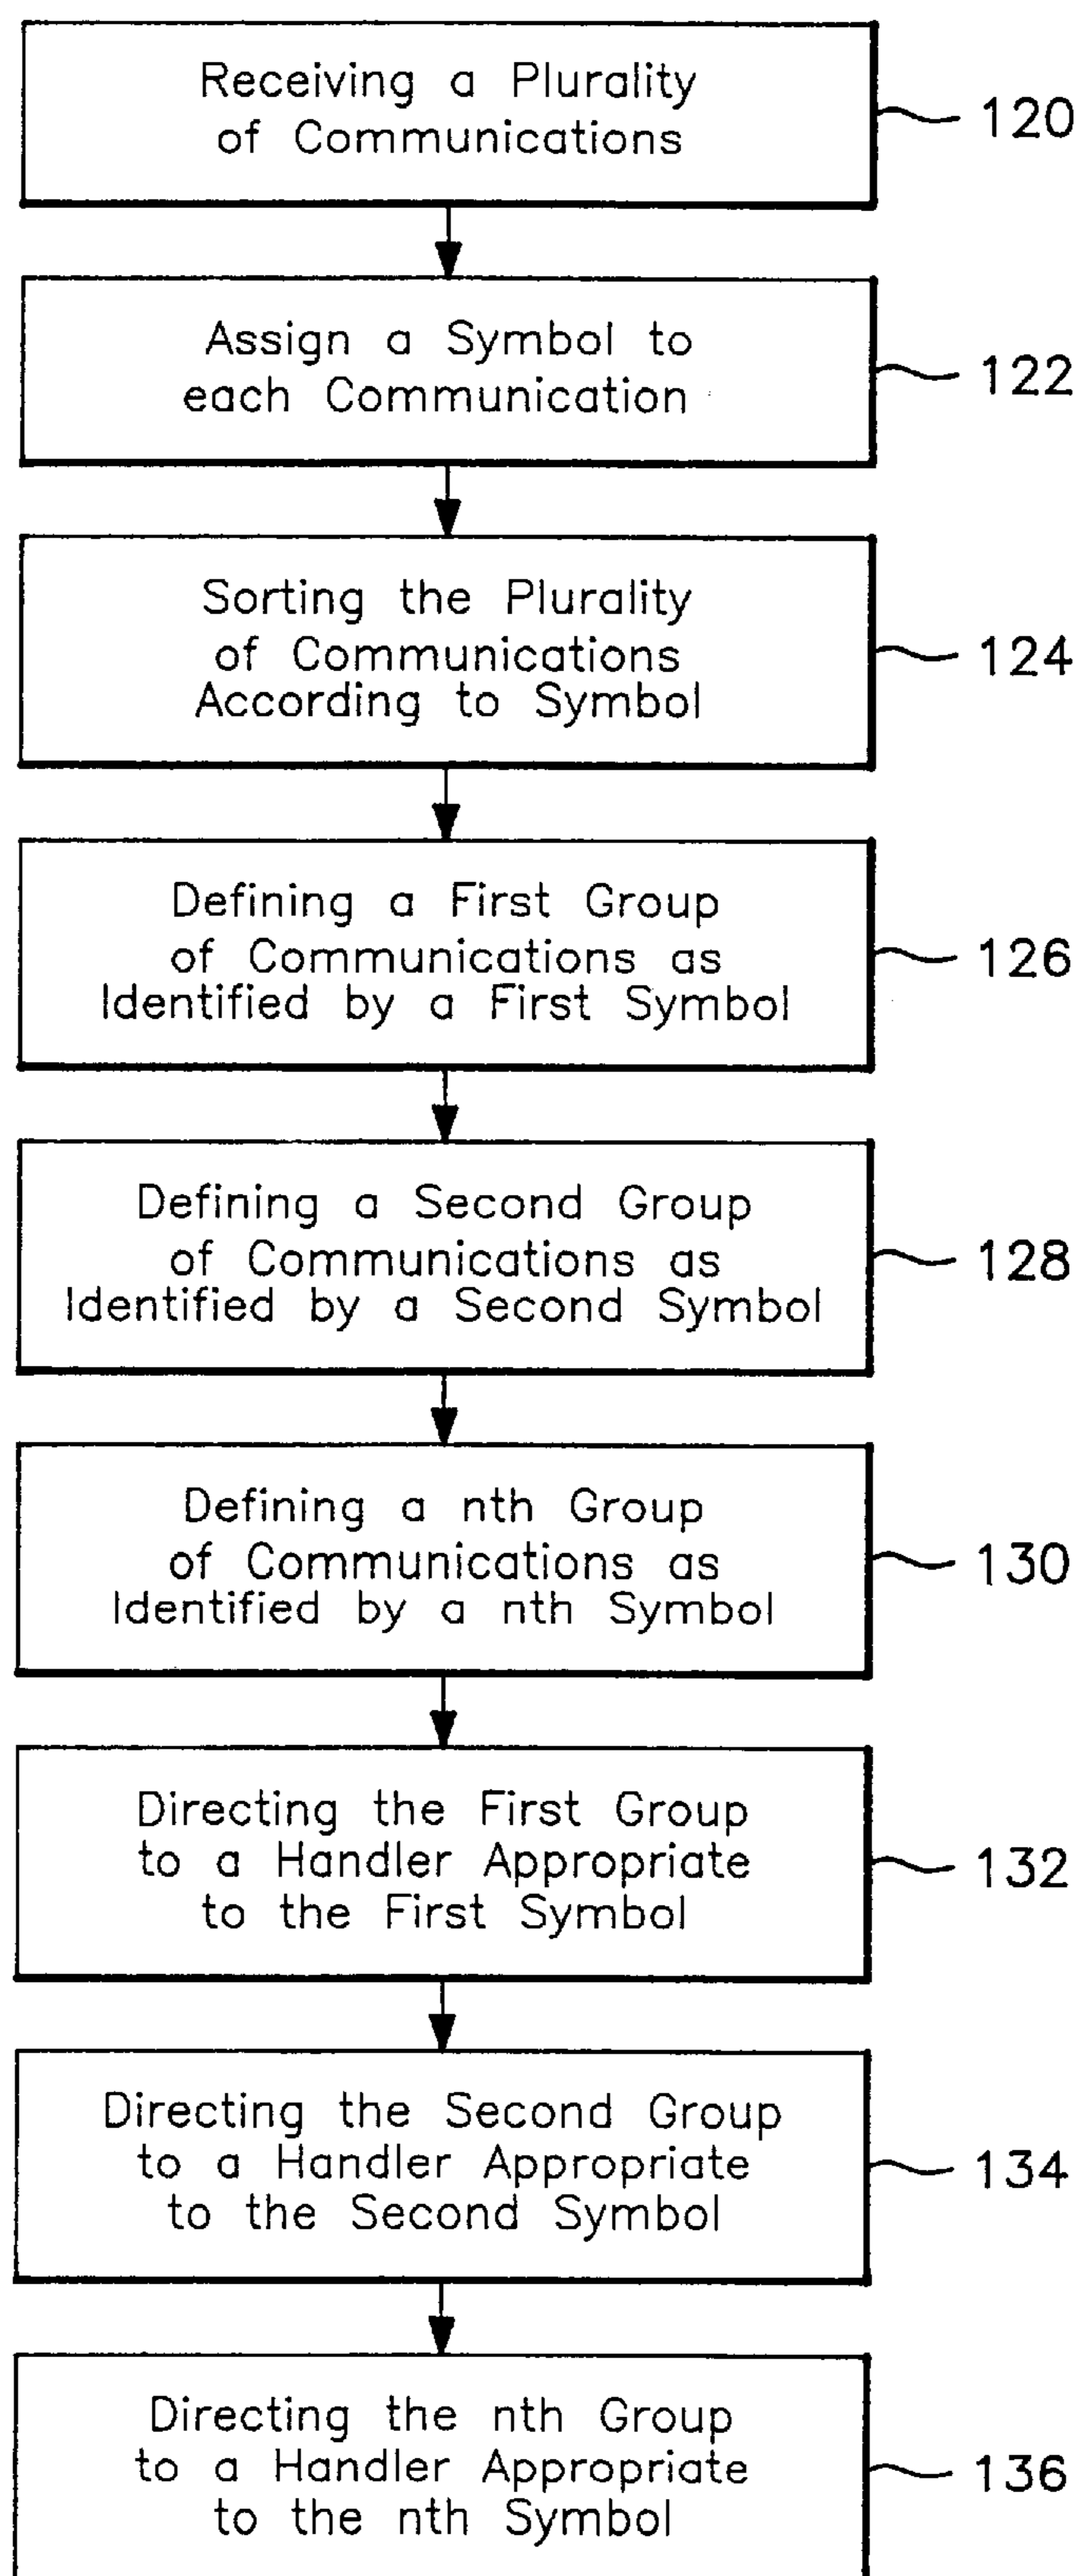 Receiving a Plurality
of Communications
120
Assign a Symbol to
each Communication
122
Sorting the Plurality
of Communications
According to Symbol
124
Defining a First Group
of Communications as
Identified by a First Symbol
126
Defining a Second Group
of Communications as
Identified by a Second Symbol
128
Defining a nth Group
of Communications as
Identified by a nth Symbol
130
Directing the First Group
to a Handler Appropriate
to the First Symbol
132
Directing the Second Group
to a Handler Appropriate
to the Second Symbol
134
Directing the nth Group
to a Handler Appropriate
to the nth Symbol
136